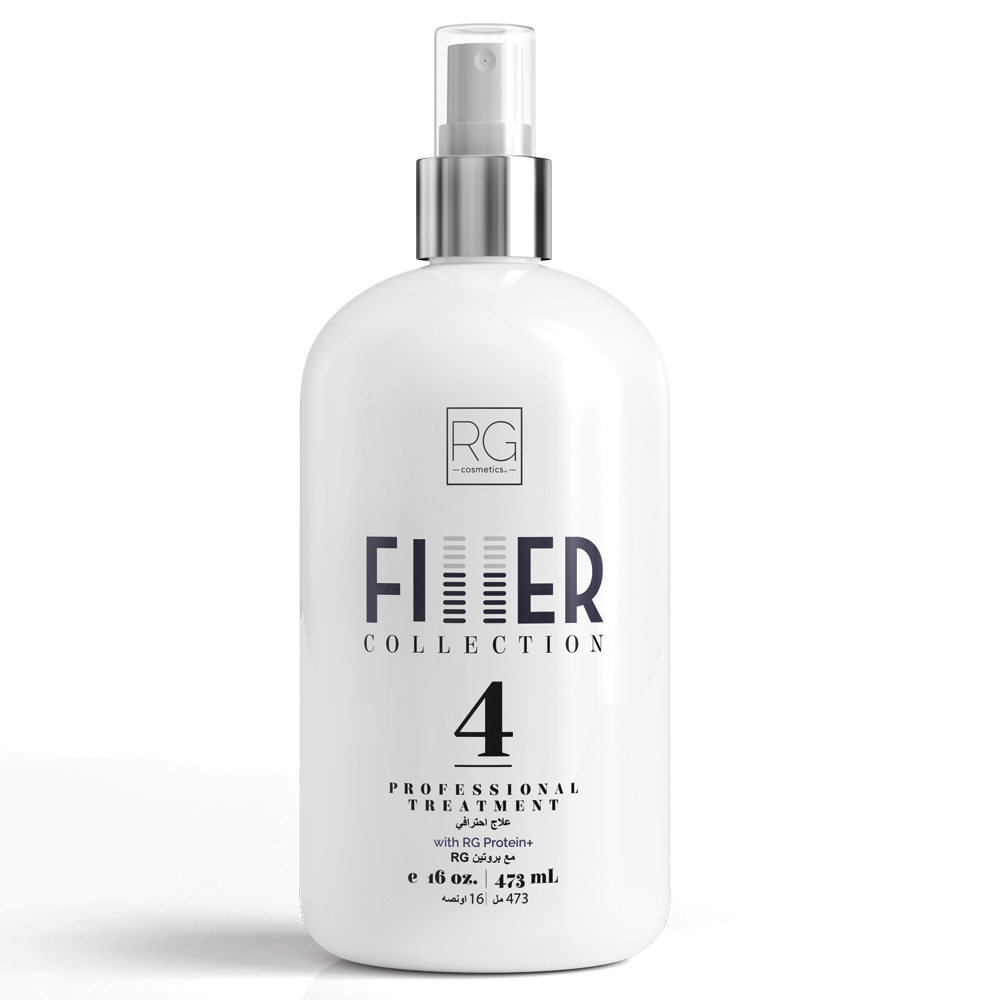 RG
cosmetics™
FILLER
COLLECTION
4
PROFESSIONAL
TREATMENT
علاج احترافي
with RG Protein+
مع بروتين RG
e 16 oz. | 473 mL
473 مل | 16 اونصه